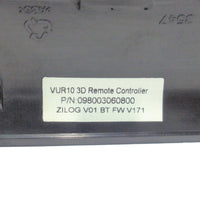 VUR10 3D Remote Controller
P/N:098003060800
ZILOG V01 BT FW V171